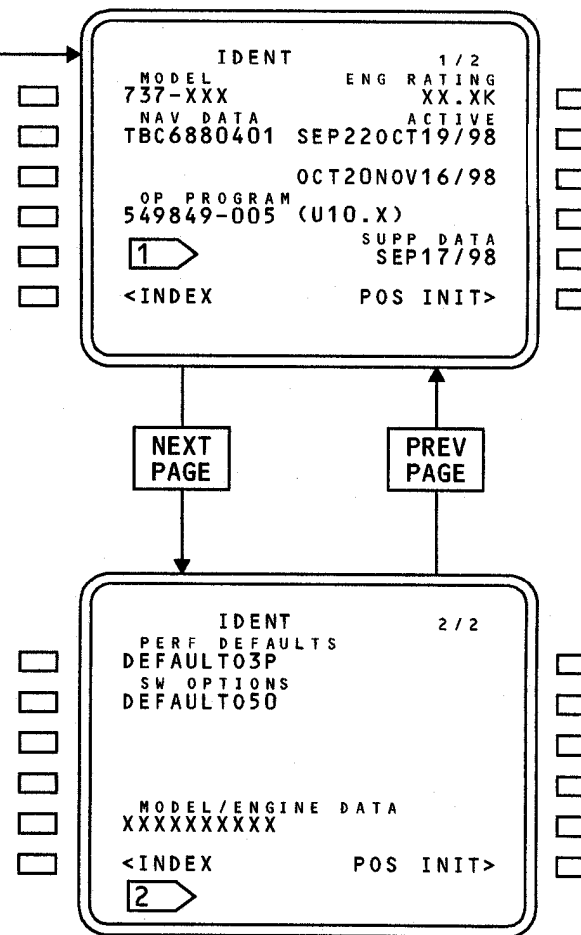 IDENT 1/2
MODEL ENG RATING
737-XXX XX.XK
NAV DATA ACTIVE
TBC6880401 SEP22OCT19/98
OCT20NOV16/98
OP PROGRAM
549849-005 (U10.X)
SUPP DATA
1 SEP17/98
<INDEX POS INIT>
NEXT PAGE
PREV PAGE
IDENT 2/2
PERF DEFAULTS
DEFAULT03P
SW OPTIONS
DEFAULT050
MODEL/ENGINE DATA
XXXXXXXXXX
<INDEX POS INIT>
2